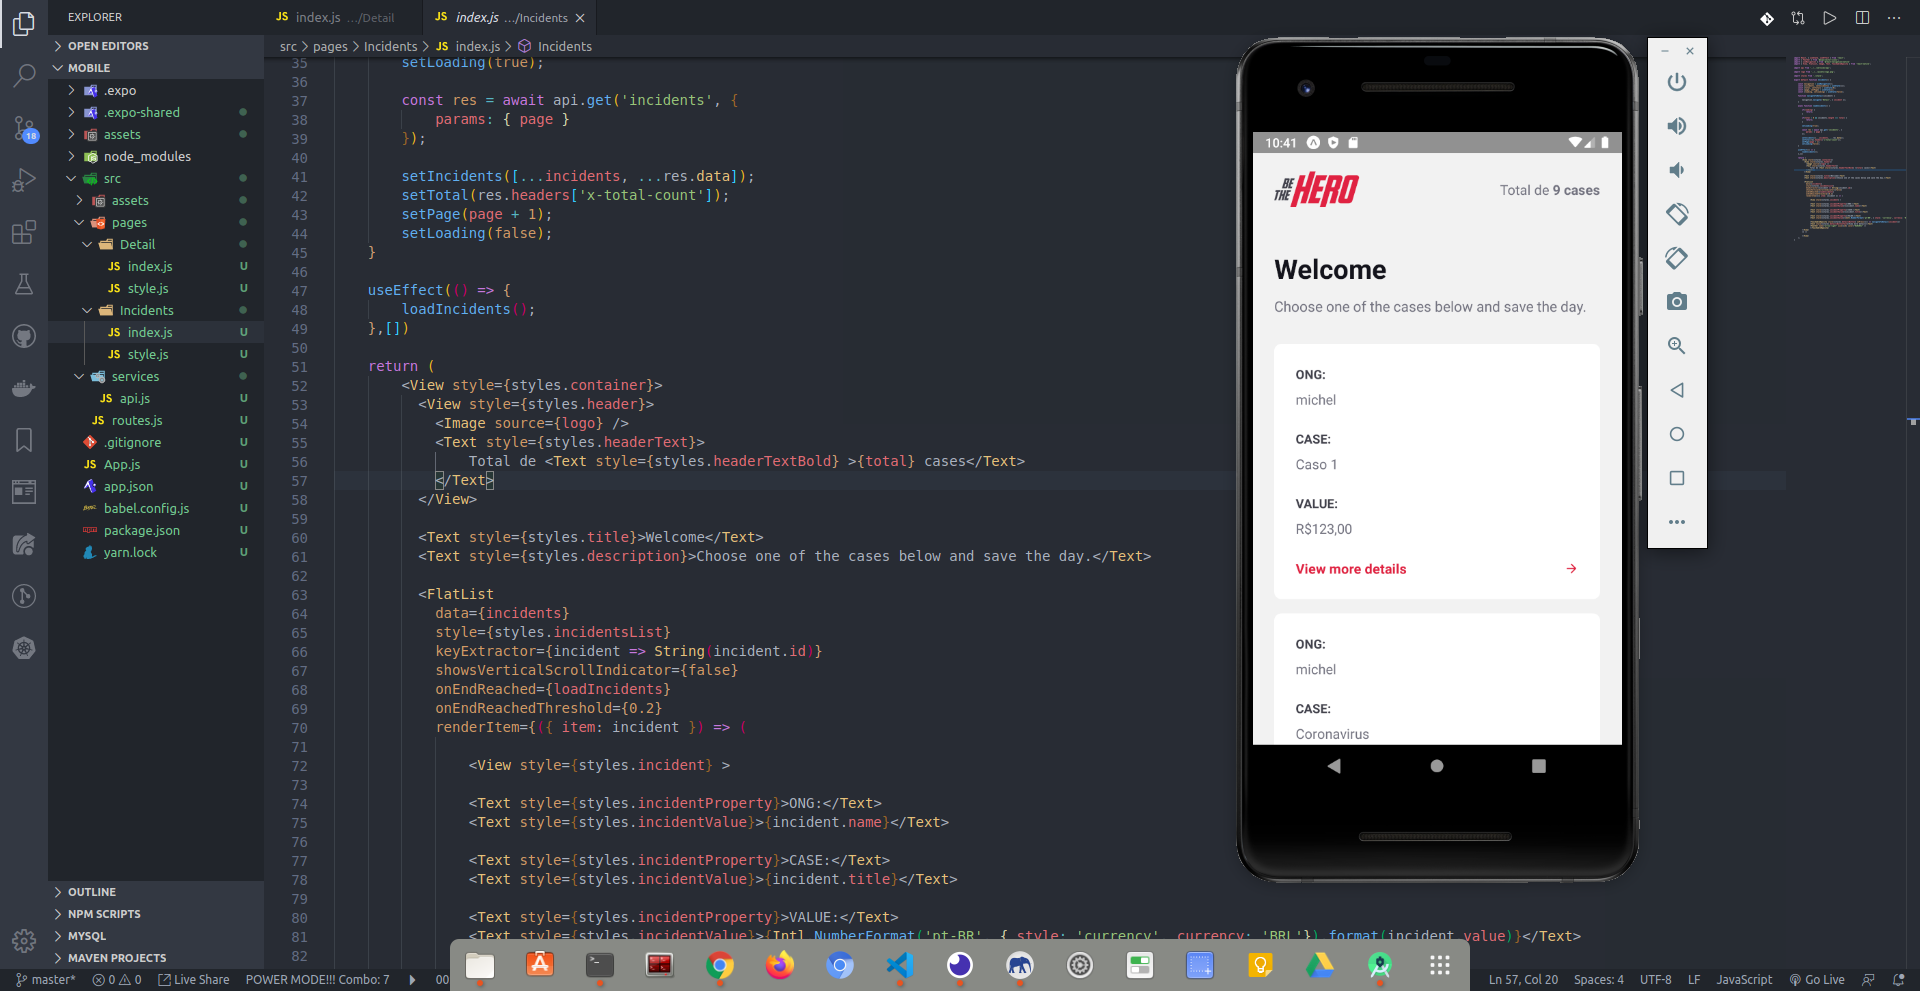 EXPLORER
OPEN EDITORS
MOBILE
.expo
.expo-shared
assets
node_modules
src
assets
pages
Detail
JS index.js U
JS style.js U
Incidents
JS index.js U
JS style.js U
services
JS api.js U
JS routes.js U
.gitignore U
JS App.js U
app.json U
babel.config.js U
package.json U
yarn.lock U
OUTLINE
NPM SCRIPTS
MYSQL
MAVEN PROJECTS
18
JS index.js .../Detail
JS index.js .../Incidents
src > pages > Incidents > JS index.js > Incidents
35 setLoading(true);
36
37 const res = await api.get('incidents', {
38 params: { page }
39 });
40
41 setIncidents([...incidents, ...res.data]);
42 setTotal(res.headers['x-total-count']);
43 setPage(page + 1);
44 setLoading(false);
45 }
46
47 useEffect(() => {
48 loadIncidents();
49 },[])
50
51 return (
52 <View style={styles.container}>
53 <View style={styles.header}>
54 <Image source={logo} />
55 <Text style={styles.headerText}>
56 Total de <Text style={styles.headerTextBold} >{total} cases</Text>
57 </Text>
58 </View>
59
60 <Text style={styles.title}>Welcome</Text>
61 <Text style={styles.description}>Choose one of the cases below and save the day.</Text>
62
63 <FlatList
64 data={incidents}
65 style={styles.incidentsList}
66 keyExtractor={incident => String(incident.id)}
67 showsVerticalScrollIndicator={false}
68 onEndReached={loadIncidents}
69 onEndReachedThreshold={0.2}
70 renderItem={({ item: incident }) => (
71
72 <View style={styles.incident} >
73
74 <Text style={styles.incidentProperty}>ONG:</Text>
75 <Text style={styles.incidentValue}>{incident.name}</Text>
76
77 <Text style={styles.incidentProperty}>CASE:</Text>
78 <Text style={styles.incidentValue}>{incident.title}</Text>
79
80 <Text style={styles.incidentProperty}>VALUE:</Text>
81 <Text style={styles.incidentValue}>{Intl.NumberFormat('pt-BR', { style: 'currency', currency: 'BRL'}).format(incident.value)}</Text>
82
10:41
BE THE HERO
Total de 9 cases
Welcome
Choose one of the cases below and save the day.
ONG:
michel
CASE:
Caso 1
VALUE:
R$123,00
View more details
ONG:
michel
CASE:
Coronavirus
master* 0 0 Live Share POWER MODE!!! Combo: 7 00
Ln 57, Col 20 Spaces: 4 UTF-8 LF JavaScript Go Live